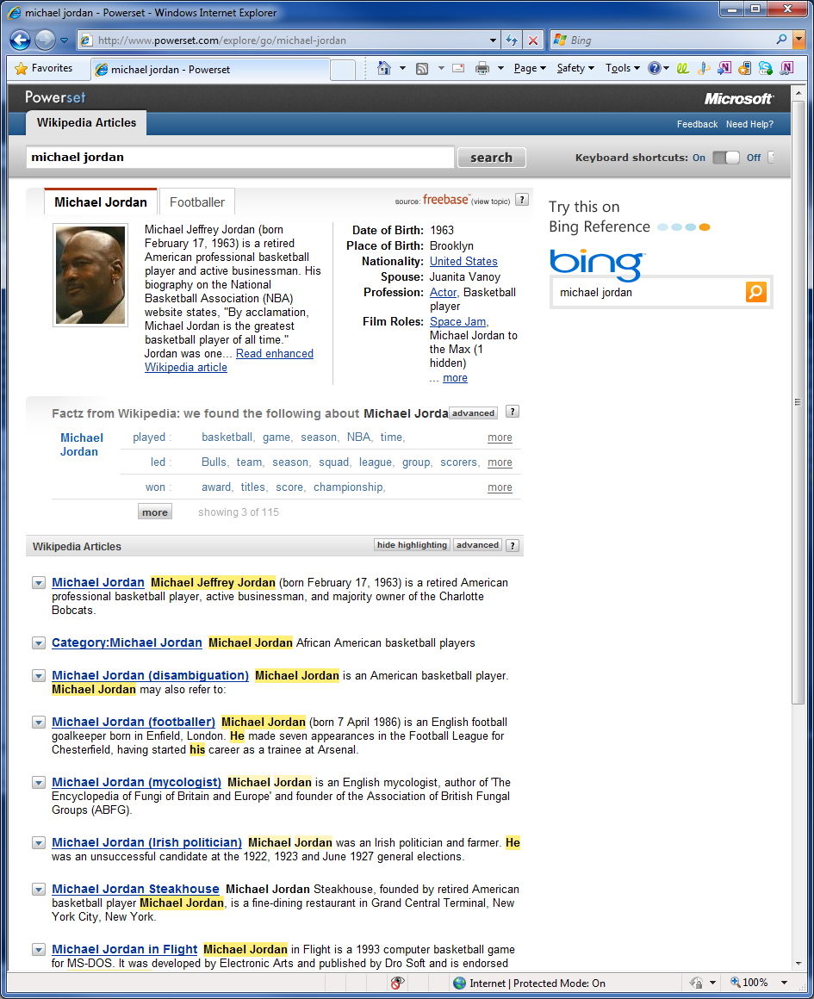 michael jordan - Powerset - Windows Internet Explorer
http://www.powerset.com/explore/go/michael-jordan
Bing
Favorites
michael jordan - Powerset
Page
Safety
Tools
Powerset
Microsoft
Wikipedia Articles
Feedback Need Help?
michael jordan
search
Keyboard shortcuts: On Off
Michael Jordan
Footballer
source: freebase™ (view topic) ?
Michael Jeffrey Jordan (born
February 17, 1963) is a retired
American professional basketball
player and active businessman. His
biography on the National
Basketball Association (NBA)
website states, "By acclamation,
Michael Jordan is the greatest
basketball player of all time."
Jordan was one... Read enhanced
Wikipedia article
Date of Birth: 1963
Place of Birth: Brooklyn
Nationality: United States
Spouse: Juanita Vanoy
Profession: Actor, Basketball
player
Film Roles: Space Jam,
Michael Jordan to
the Max (1
hidden)
... more
Try this on
Bing Reference
bing™
michael jordan
Factz from Wikipedia: we found the following about Michael Jorda advanced ?
Michael
Jordan
played : basketball, game, season, NBA, time, more
led : Bulls, team, season, squad, league, group, scorers, more
won : award, titles, score, championship, more
more showing 3 of 115
Wikipedia Articles hide highlighting advanced ?
Michael Jordan Michael Jeffrey Jordan (born February 17, 1963) is a retired American
professional basketball player, active businessman, and majority owner of the Charlotte
Bobcats.
Category:Michael Jordan Michael Jordan African American basketball players
Michael Jordan (disambiguation) Michael Jordan is an American basketball player.
Michael Jordan may also refer to:
Michael Jordan (footballer) Michael Jordan (born 7 April 1986) is an English football
goalkeeper born in Enfield, London. He made seven appearances in the Football League for
Chesterfield, having started his career as a trainee at Arsenal.
Michael Jordan (mycologist) Michael Jordan is an English mycologist, author of 'The
Encyclopedia of Fungi of Britain and Europe' and founder of the Association of British Fungal
Groups (ABFG).
Michael Jordan (Irish politician) Michael Jordan was an Irish politician and farmer. He
was an unsuccessful candidate at the 1922, 1923 and June 1927 general elections.
Michael Jordan Steakhouse Michael Jordan Steakhouse, founded by retired American
basketball player Michael Jordan, is a fine-dining restaurant in Grand Central Terminal, New
York City, New York.
Michael Jordan in Flight Michael Jordan in Flight is a 1993 computer basketball game
for MS-DOS. It was developed by Electronic Arts and published by Dro Soft and is endorsed
Internet | Protected Mode: On
100%